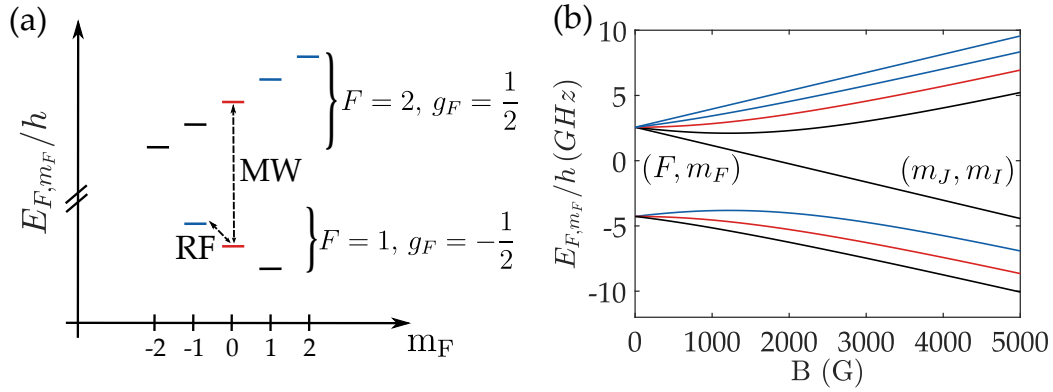 (a)
E_{F,m_F}/h
F = 2, g_F = 1/2
MW
RF
F = 1, g_F = −1/2
-2 -1 0 1 2
m_F
(b)
E_{F,m_F}/h (GHz)
10
5
0
-5
-10
(F, m_F)
(m_J, m_I)
0 1000 2000 3000 4000 5000
B (G)